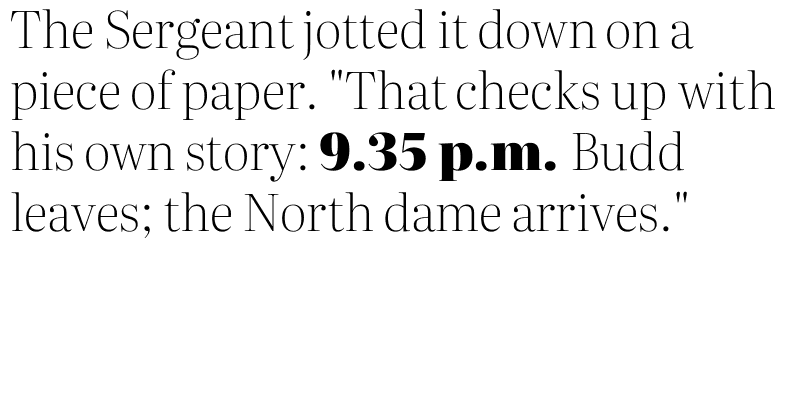 The Sergeant jotted it down on a
piece of paper. "That checks up with
his own story: 9.35 p.m. Budd
leaves; the North dame arrives."